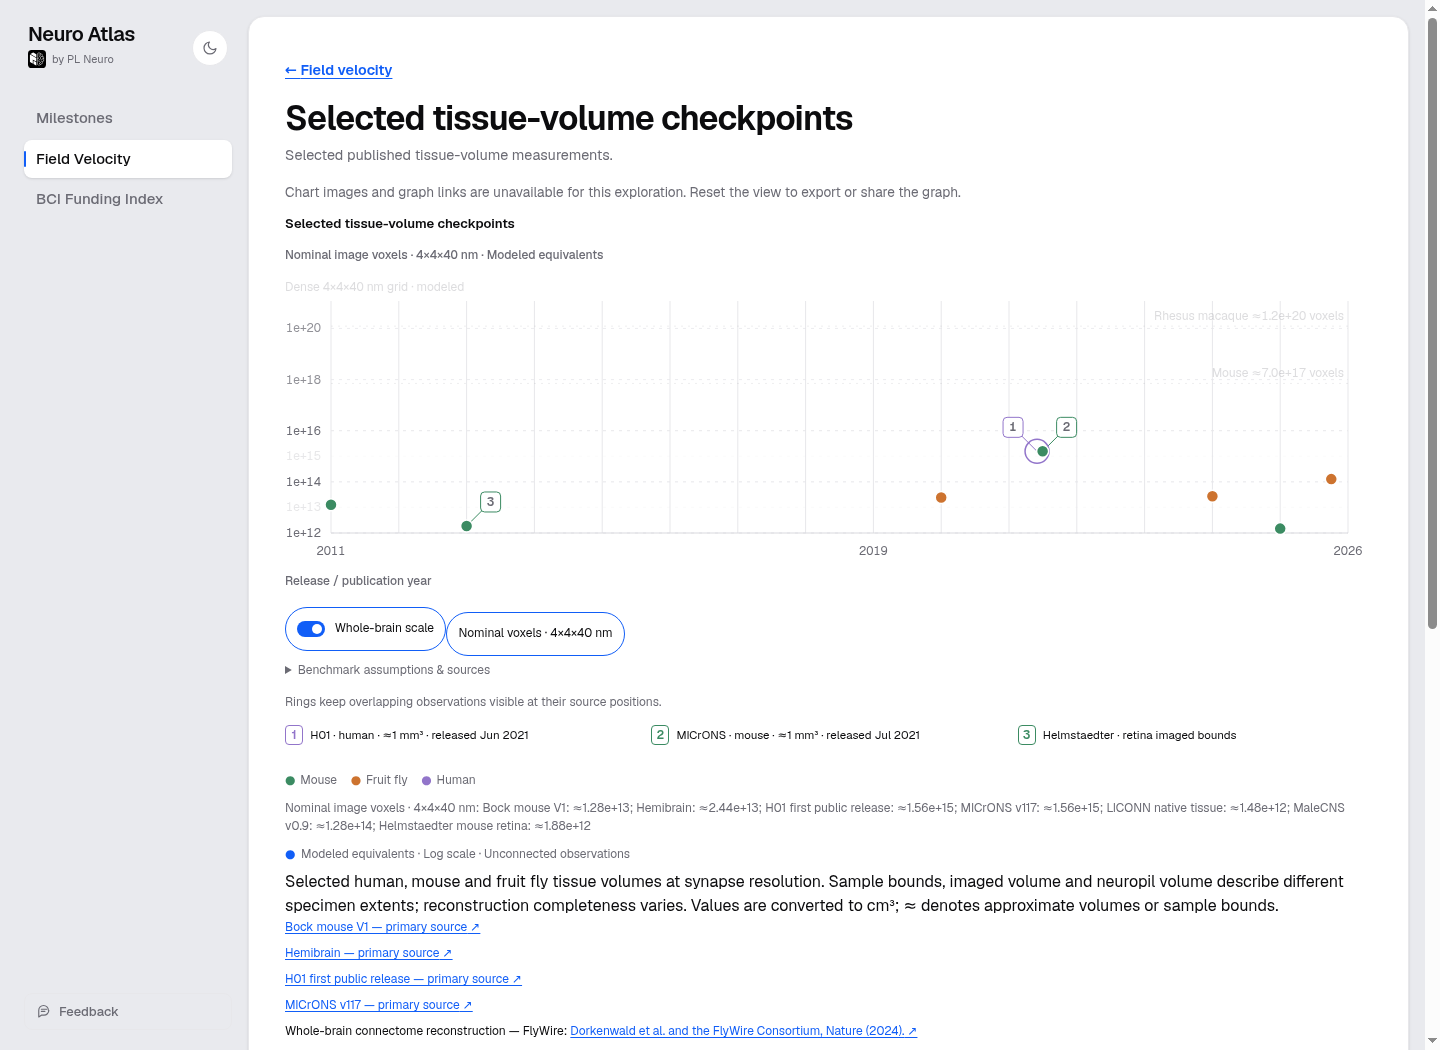 Neuro Atlas
by PL Neuro
Milestones
Field Velocity
BCI Funding Index
Feedback
← Field velocity
Selected tissue-volume checkpoints
Selected published tissue-volume measurements.
Chart images and graph links are unavailable for this exploration. Reset the view to export or share the graph.
Selected tissue-volume checkpoints
Nominal image voxels · 4×4×40 nm · Modeled equivalents
Dense 4×4×40 nm grid · modeled
Rhesus macaque ≈1.2e+20 voxels
1e+20
Mouse ≈7.0e+17 voxels
1e+18
1e+16
1 2
1e+15
1e+14
3
1e+13
1e+12
2011 2019 2026
Release / publication year
Whole-brain scale
Nominal voxels · 4×4×40 nm
▶ Benchmark assumptions & sources
Rings keep overlapping observations visible at their source positions.
1 H01 · human · ≈1 mm³ · released Jun 2021
2 MICrONS · mouse · ≈1 mm³ · released Jul 2021
3 Helmstaedter · retina imaged bounds
Mouse Fruit fly Human
Nominal image voxels · 4×4×40 nm: Bock mouse V1: ≈1.28e+13; Hemibrain: ≈2.44e+13; H01 first public release: ≈1.56e+15; MICrONS v117: ≈1.56e+15; LICONN native tissue: ≈1.48e+12; MaleCNS
v0.9: ≈1.28e+14; Helmstaedter mouse retina: ≈1.88e+12
Modeled equivalents · Log scale · Unconnected observations
Selected human, mouse and fruit fly tissue volumes at synapse resolution. Sample bounds, imaged volume and neuropil volume describe different
specimen extents; reconstruction completeness varies. Values are converted to cm³; ≈ denotes approximate volumes or sample bounds.
Bock mouse V1 — primary source ↗
Hemibrain — primary source ↗
H01 first public release — primary source ↗
MICrONS v117 — primary source ↗
Whole-brain connectome reconstruction — FlyWire: Dorkenwald et al. and the FlyWire Consortium, Nature (2024). ↗